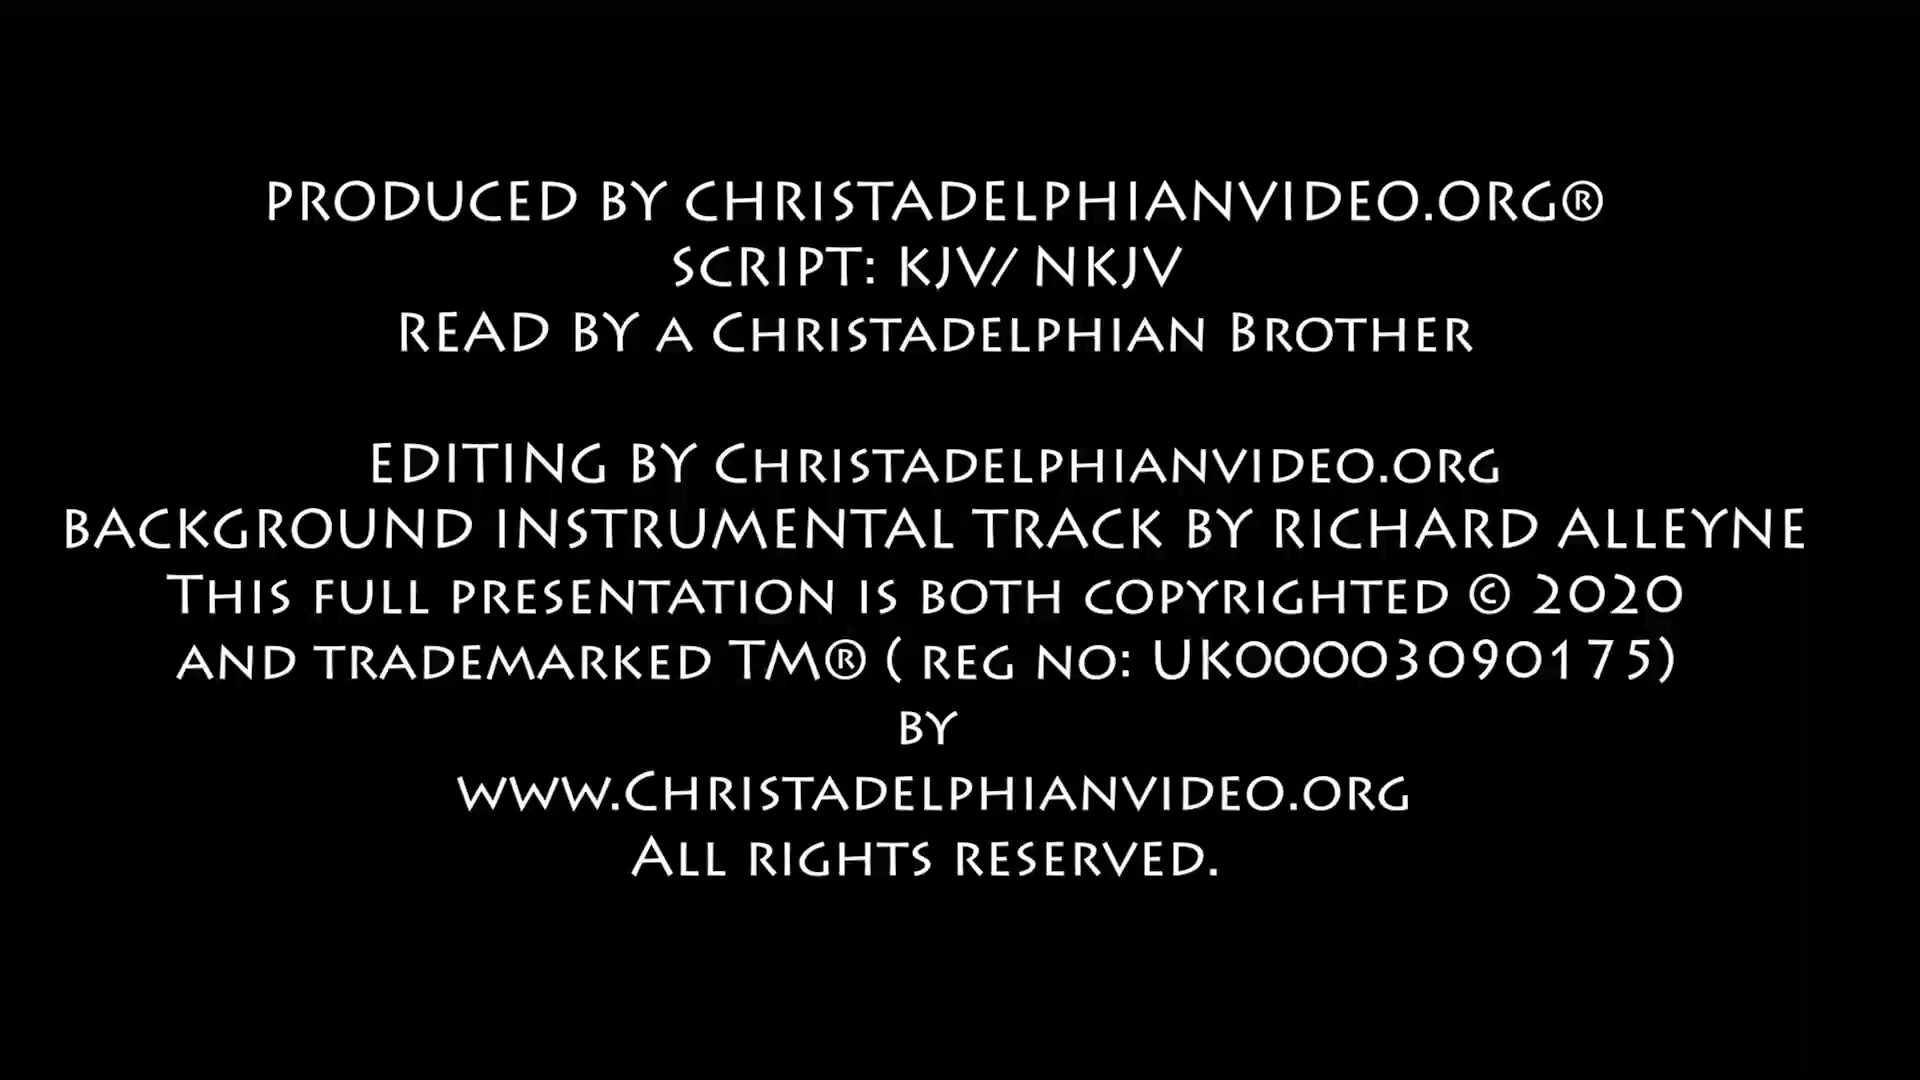 PRODUCED BY CHRISTADELPHIANVIDEO.ORG®
SCRIPT: KJV/ NKJV
READ BY A CHRISTADELPHIAN BROTHER
EDITING BY CHRISTADELPHIANVIDEO.ORG
BACKGROUND INSTRUMENTAL TRACK BY RICHARD ALLEYNE
THIS FULL PRESENTATION IS BOTH COPYRIGHTED © 2020
AND TRADEMARKED TM® ( REG NO: UK00003090175)
BY
WWW.CHRISTADELPHIANVIDEO.ORG
ALL RIGHTS RESERVED.